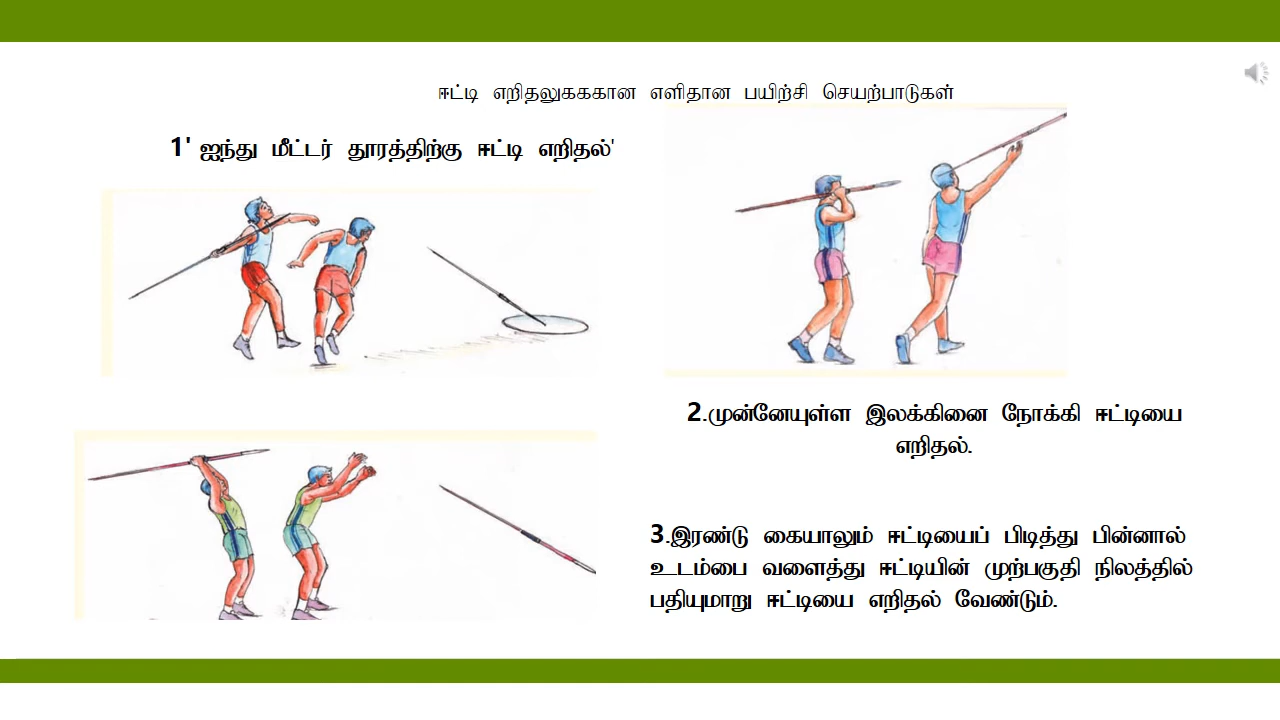 ஈட்டி எறிதலுகககான எளிதான பயிற்சி செயற்பாடுகள்
1' ஐந்து மீட்டர் தூரத்திற்கு ஈட்டி எறிதல்'
2.முன்னேயுள்ள இலக்கினை நோக்கி ஈட்டியை
எறிதல்.
3.இரண்டு கையாலும் ஈட்டியைப் பிடித்து பின்னால்
உடம்பை வளைத்து ஈட்டியின் முற்பகுதி நிலத்தில்
பதியுமாறு ஈட்டியை எறிதல் வேண்டும்.